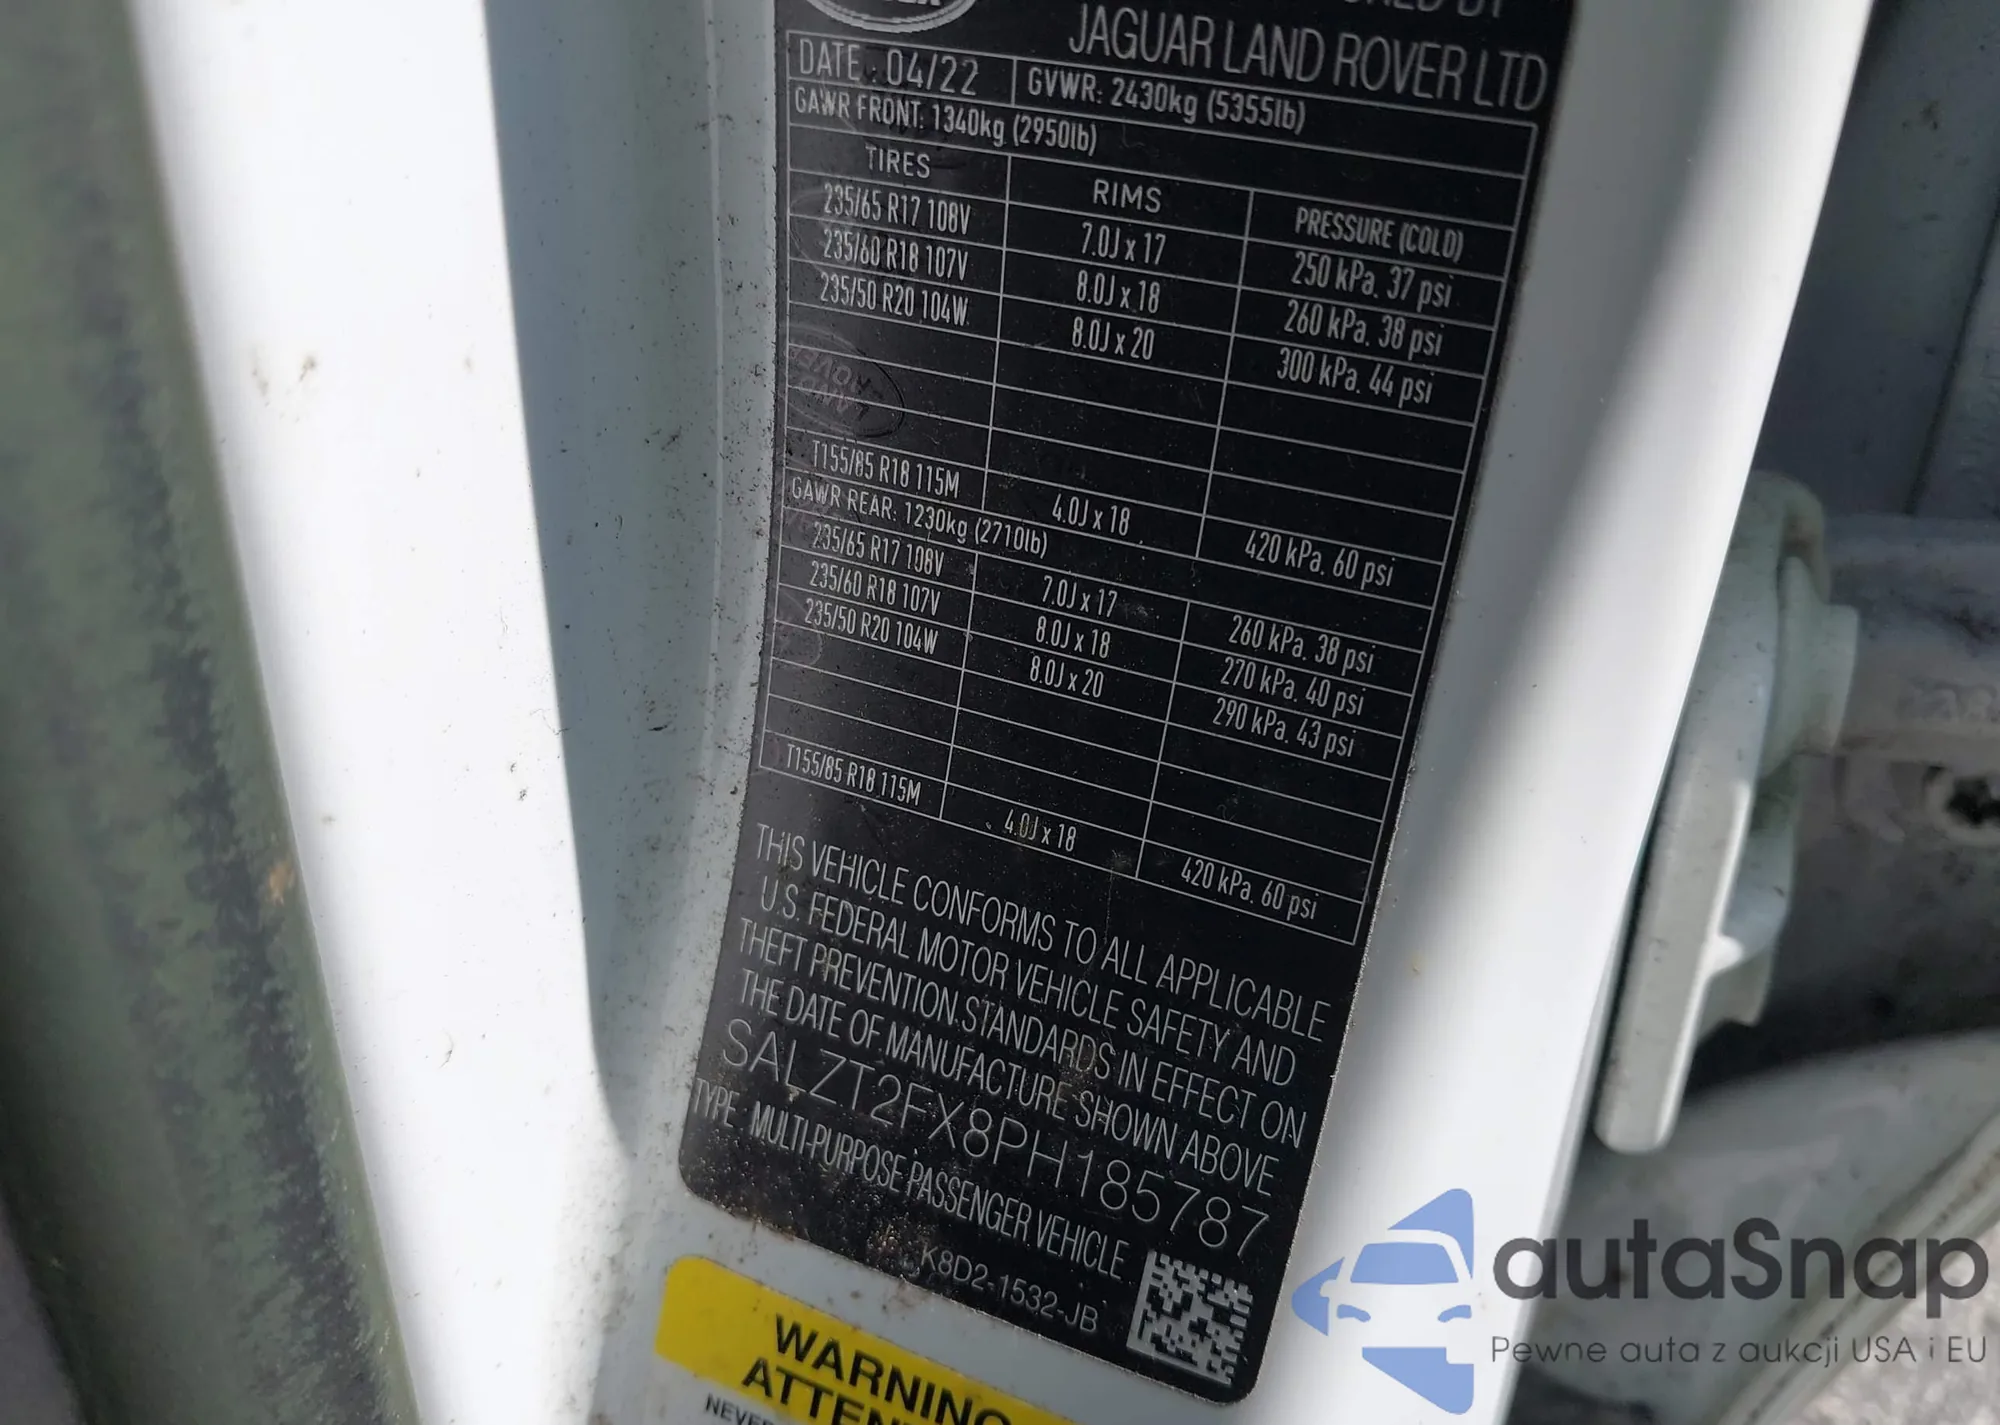 JAGUAR LAND ROVER LTD
DATE 04/22 GVWR: 2430kg (5355lb)
GAWR FRONT: 1340kg (2950lb)
TIRES RIMS PRESSURE (COLD)
235/65 R17 108V 7.0J x 17 250 kPa. 37 psi
235/60 R18 107V 8.0J x 18 260 kPa. 38 psi
235/50 R20 104W 8.0J x 20 300 kPa. 44 psi
T155/85 R18 115M 4.0J x 18 420 kPa. 60 psi
GAWR REAR: 1230kg (2710lb)
235/65 R17 108V 7.0J x 17 260 kPa. 38 psi
235/60 R18 107V 8.0J x 18 270 kPa. 40 psi
235/50 R20 104W 8.0J x 20 290 kPa. 43 psi
T155/85 R18 115M 4.0J x 18 420 kPa. 60 psi
THIS VEHICLE CONFORMS TO ALL APPLICABLE
U.S. FEDERAL MOTOR VEHICLE SAFETY AND
THEFT PREVENTION STANDARDS IN EFFECT ON
THE DATE OF MANUFACTURE SHOWN ABOVE
SALZT2FX8PH185787
TYPE: MULTI-PURPOSE PASSENGER VEHICLE
K8D2-1532-JB
WARNING
NEVER
autoSnap
Pewne auta z aukcji USA i EU